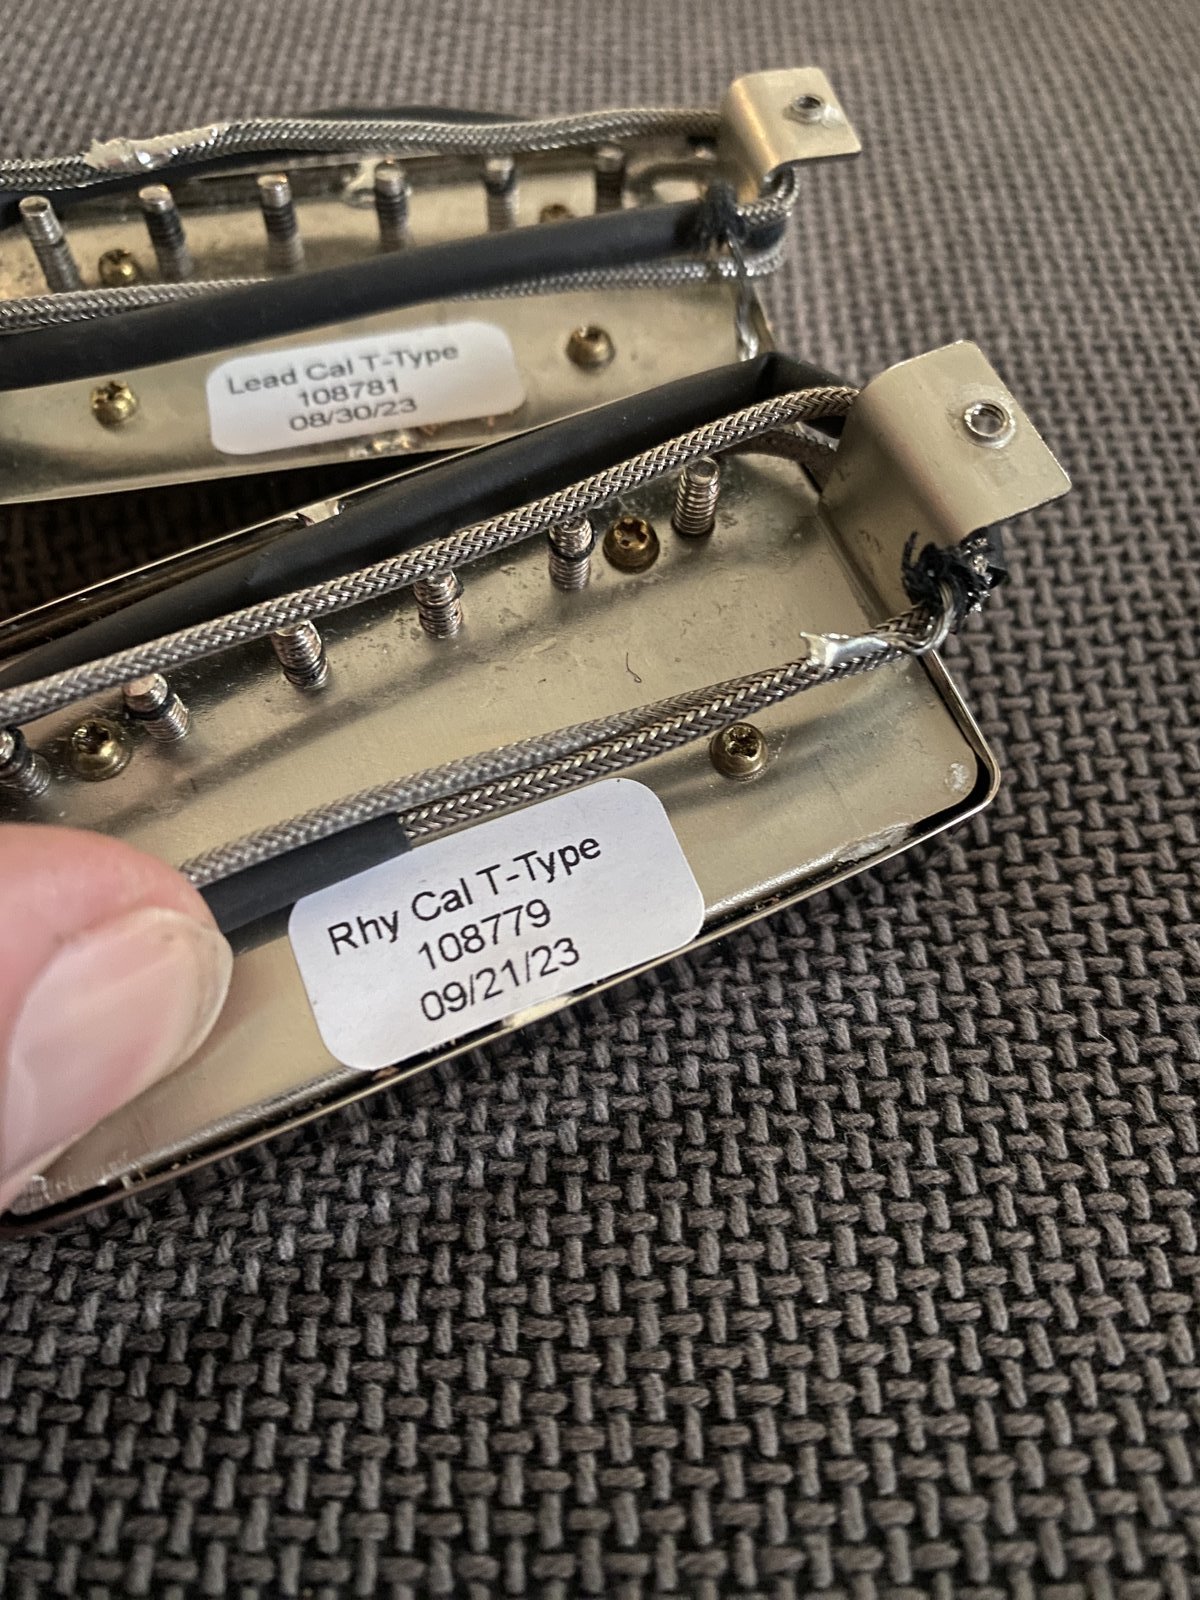 Lead Cal T-Type
108781
08/30/23
Rhy Cal T-Type
108779
09/21/23